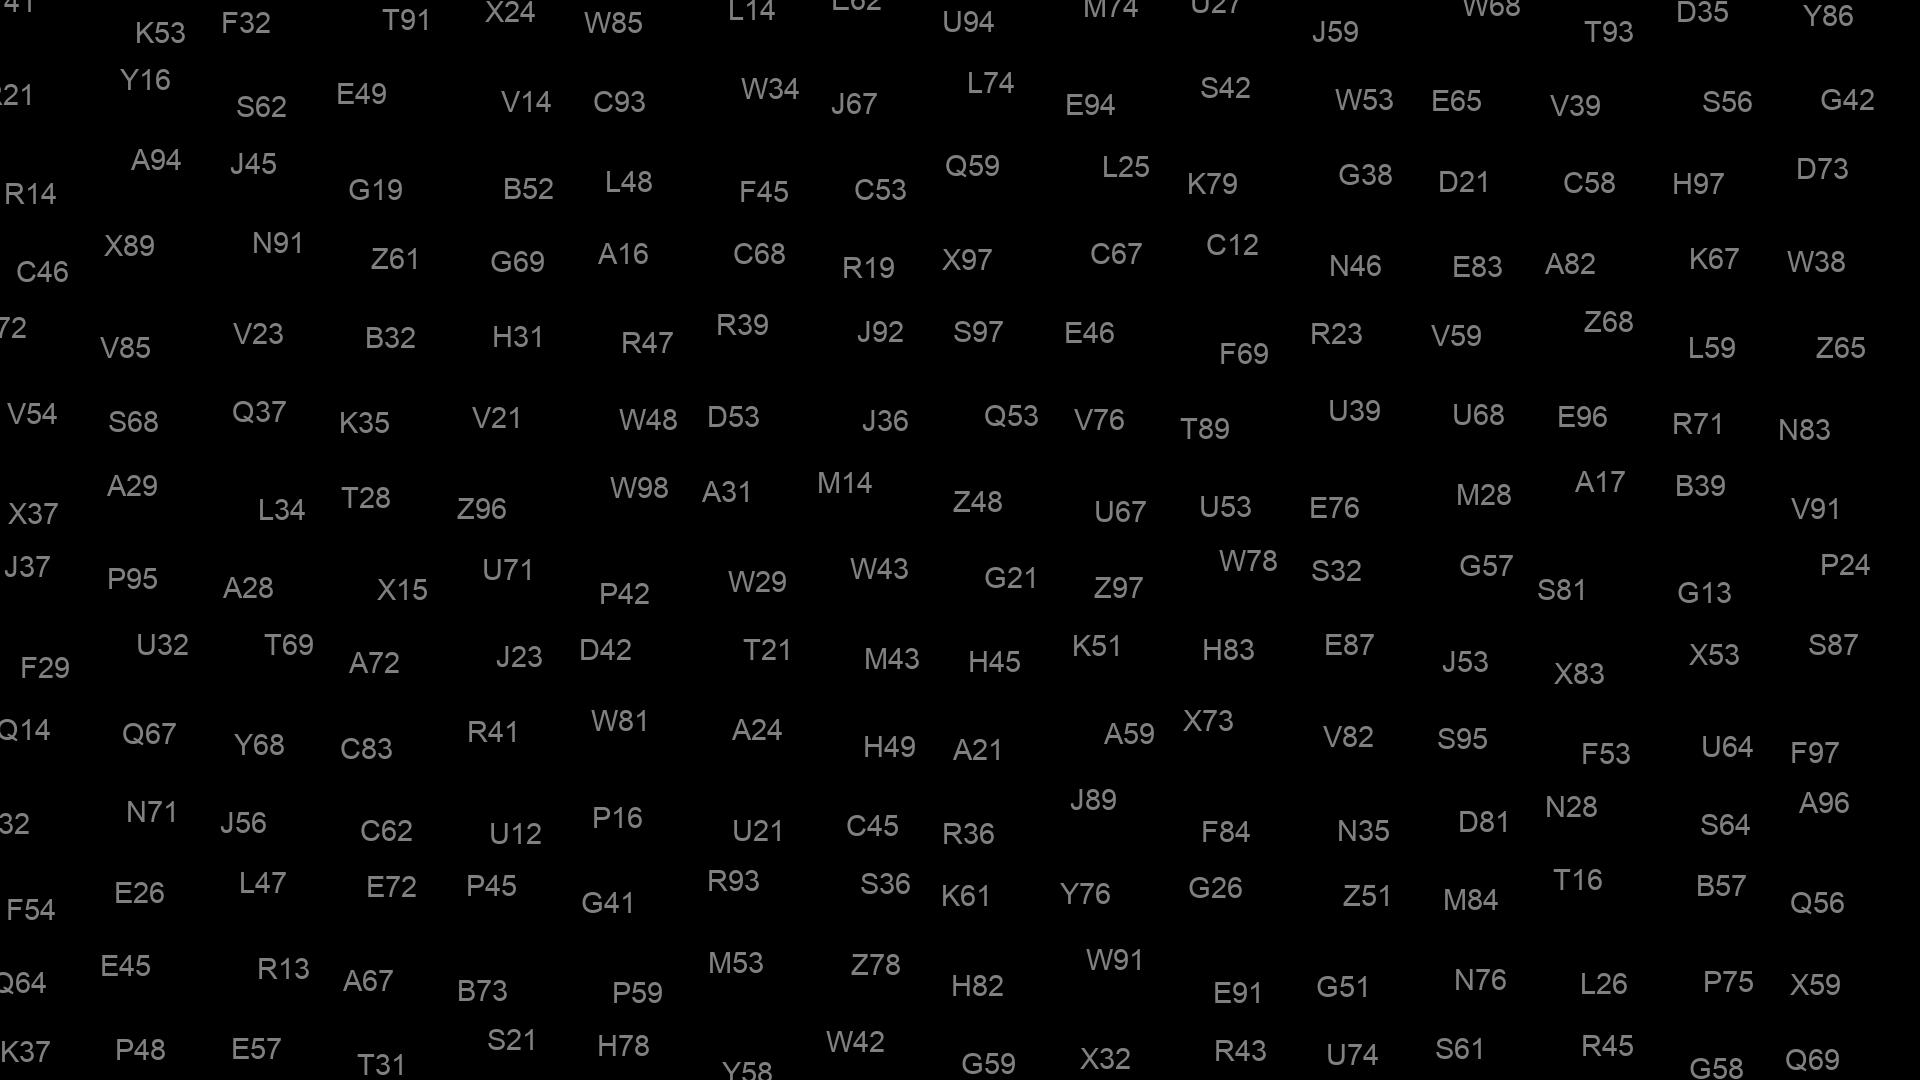 41 K53 F32 T91 X24 W85 L14 E62 U94 M74 U27 J59 W68 T93 D35 Y86
21 Y16 S62 E49 V14 C93 W34 J67 L74 E94 S42 W53 E65 V39 S56 G42
R14 A94 J45 G19 B52 L48 F45 C53 Q59 L25 K79 G38 D21 C58 H97 D73
C46 X89 N91 Z61 G69 A16 C68 R19 X97 C67 C12 N46 E83 A82 K67 W38
72 V85 V23 B32 H31 R47 R39 J92 S97 E46 F69 R23 V59 Z68 L59 Z65
V54 S68 Q37 K35 V21 W48 D53 J36 Q53 V76 T89 U39 U68 E96 R71 N83
X37 A29 L34 T28 Z96 W98 A31 M14 Z48 U67 U53 E76 M28 A17 B39 V91
J37 P95 A28 X15 U71 P42 W29 W43 G21 Z97 W78 S32 G57 S81 G13 P24
F29 U32 T69 A72 J23 D42 T21 M43 H45 K51 H83 E87 J53 X83 X53 S87
Q14 Q67 Y68 C83 R41 W81 A24 H49 A21 A59 X73 V82 S95 F53 U64 F97
32 N71 J56 C62 U12 P16 U21 C45 R36 J89 F84 N35 D81 N28 S64 A96
F54 E26 L47 E72 P45 G41 R93 S36 K61 Y76 G26 Z51 M84 T16 B57 Q56
Q64 E45 R13 A67 B73 P59 M53 Z78 H82 W91 E91 G51 N76 L26 P75 X59
K37 P48 E57 T31 S21 H78 Y58 W42 G59 X32 R43 U74 S61 R45 G58 Q69